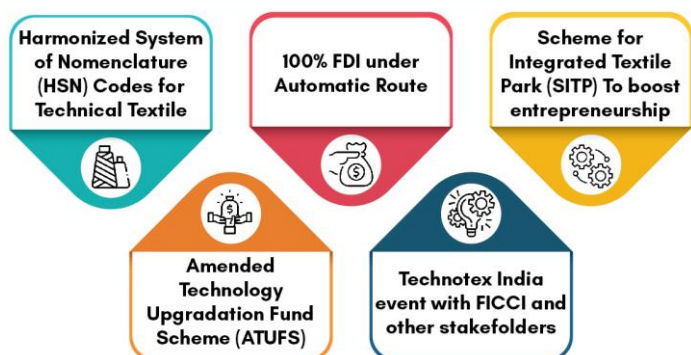 Harmonized System
of Nomenclature
(HSN) Codes for
Technical Textile
100% FDI under
Automatic Route
Scheme for
Integrated Textile
Park (SITP) To boost
entrepreneurship
$
$
Amended
Technology
Upgradation Fund
Scheme (ATUFS)
Technotex India
event with FICCI and
other stakefolders